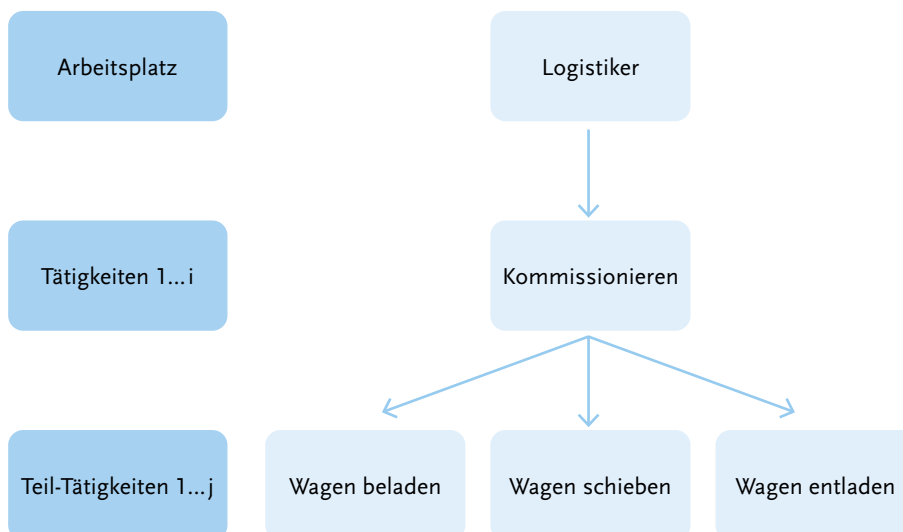 Arbeitsplatz
Logistiker
Tätigkeiten 1… i
Kommissionieren
Teil-Tätigkeiten 1… j
Wagen beladen
Wagen schieben
Wagen entladen